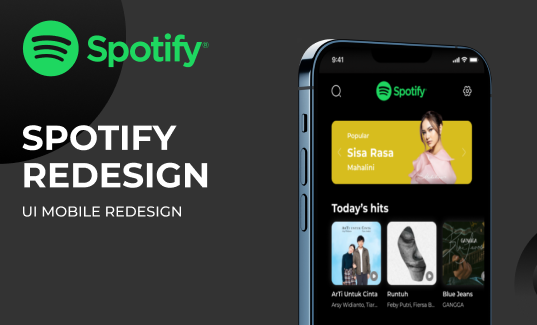 Spotify®
SPOTIFY
REDESIGN
UI MOBILE REDESIGN
9:41
Spotify
Popular
Sisa Rasa
Mahalini
Today's hits
ArTi Untuk Cinta
Runtuh
Blue Jeans
Arsy Widianto, Tiar...
Feby Putri, Fiersa B...
GANGGA